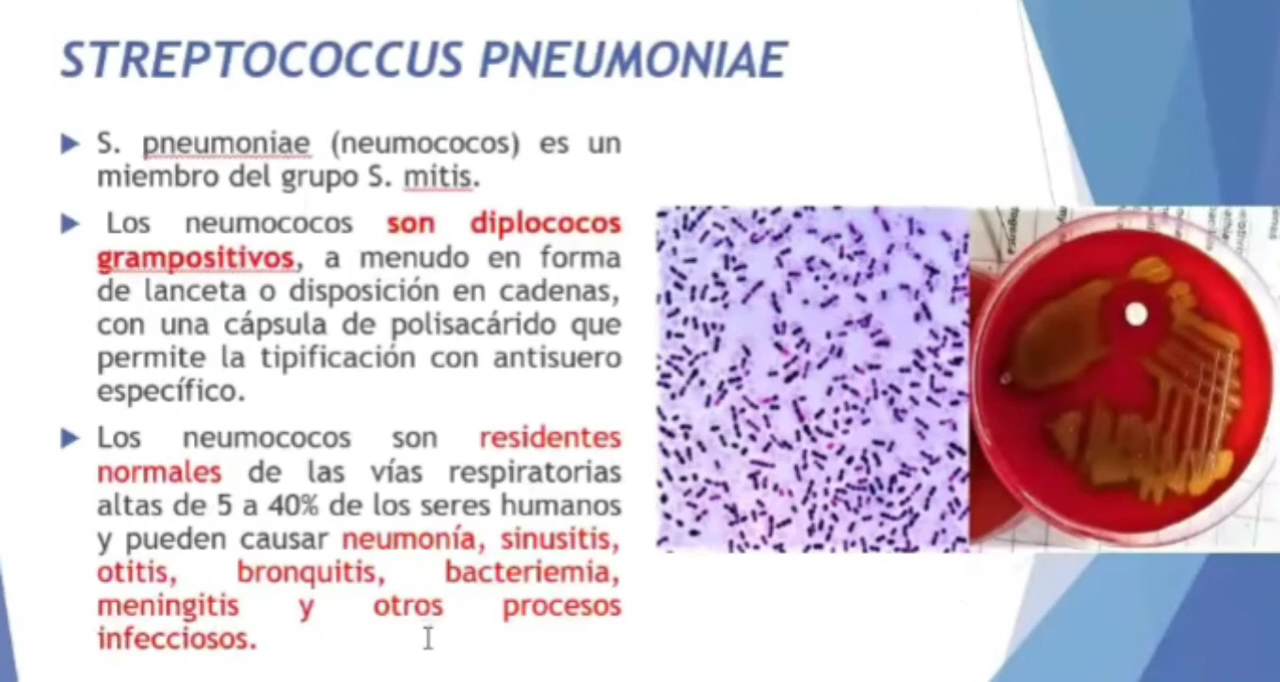 STREPTOCOCCUS PNEUMONIAE
S. pneumoniae (neumococos) es un
miembro del grupo S. mitis.
Los neumococos son diplococos
grampositivos, a menudo en forma
de lanceta o disposición en cadenas,
con una cápsula de polisacárido que
permite la tipificación con antisuero
específico.
Los neumococos son residentes
normales de las vías respiratorias
altas de 5 a 40% de los seres humanos
y pueden causar neumonía, sinusitis,
otitis, bronquitis, bacteriemia,
meningitis y otros procesos
infecciosos.